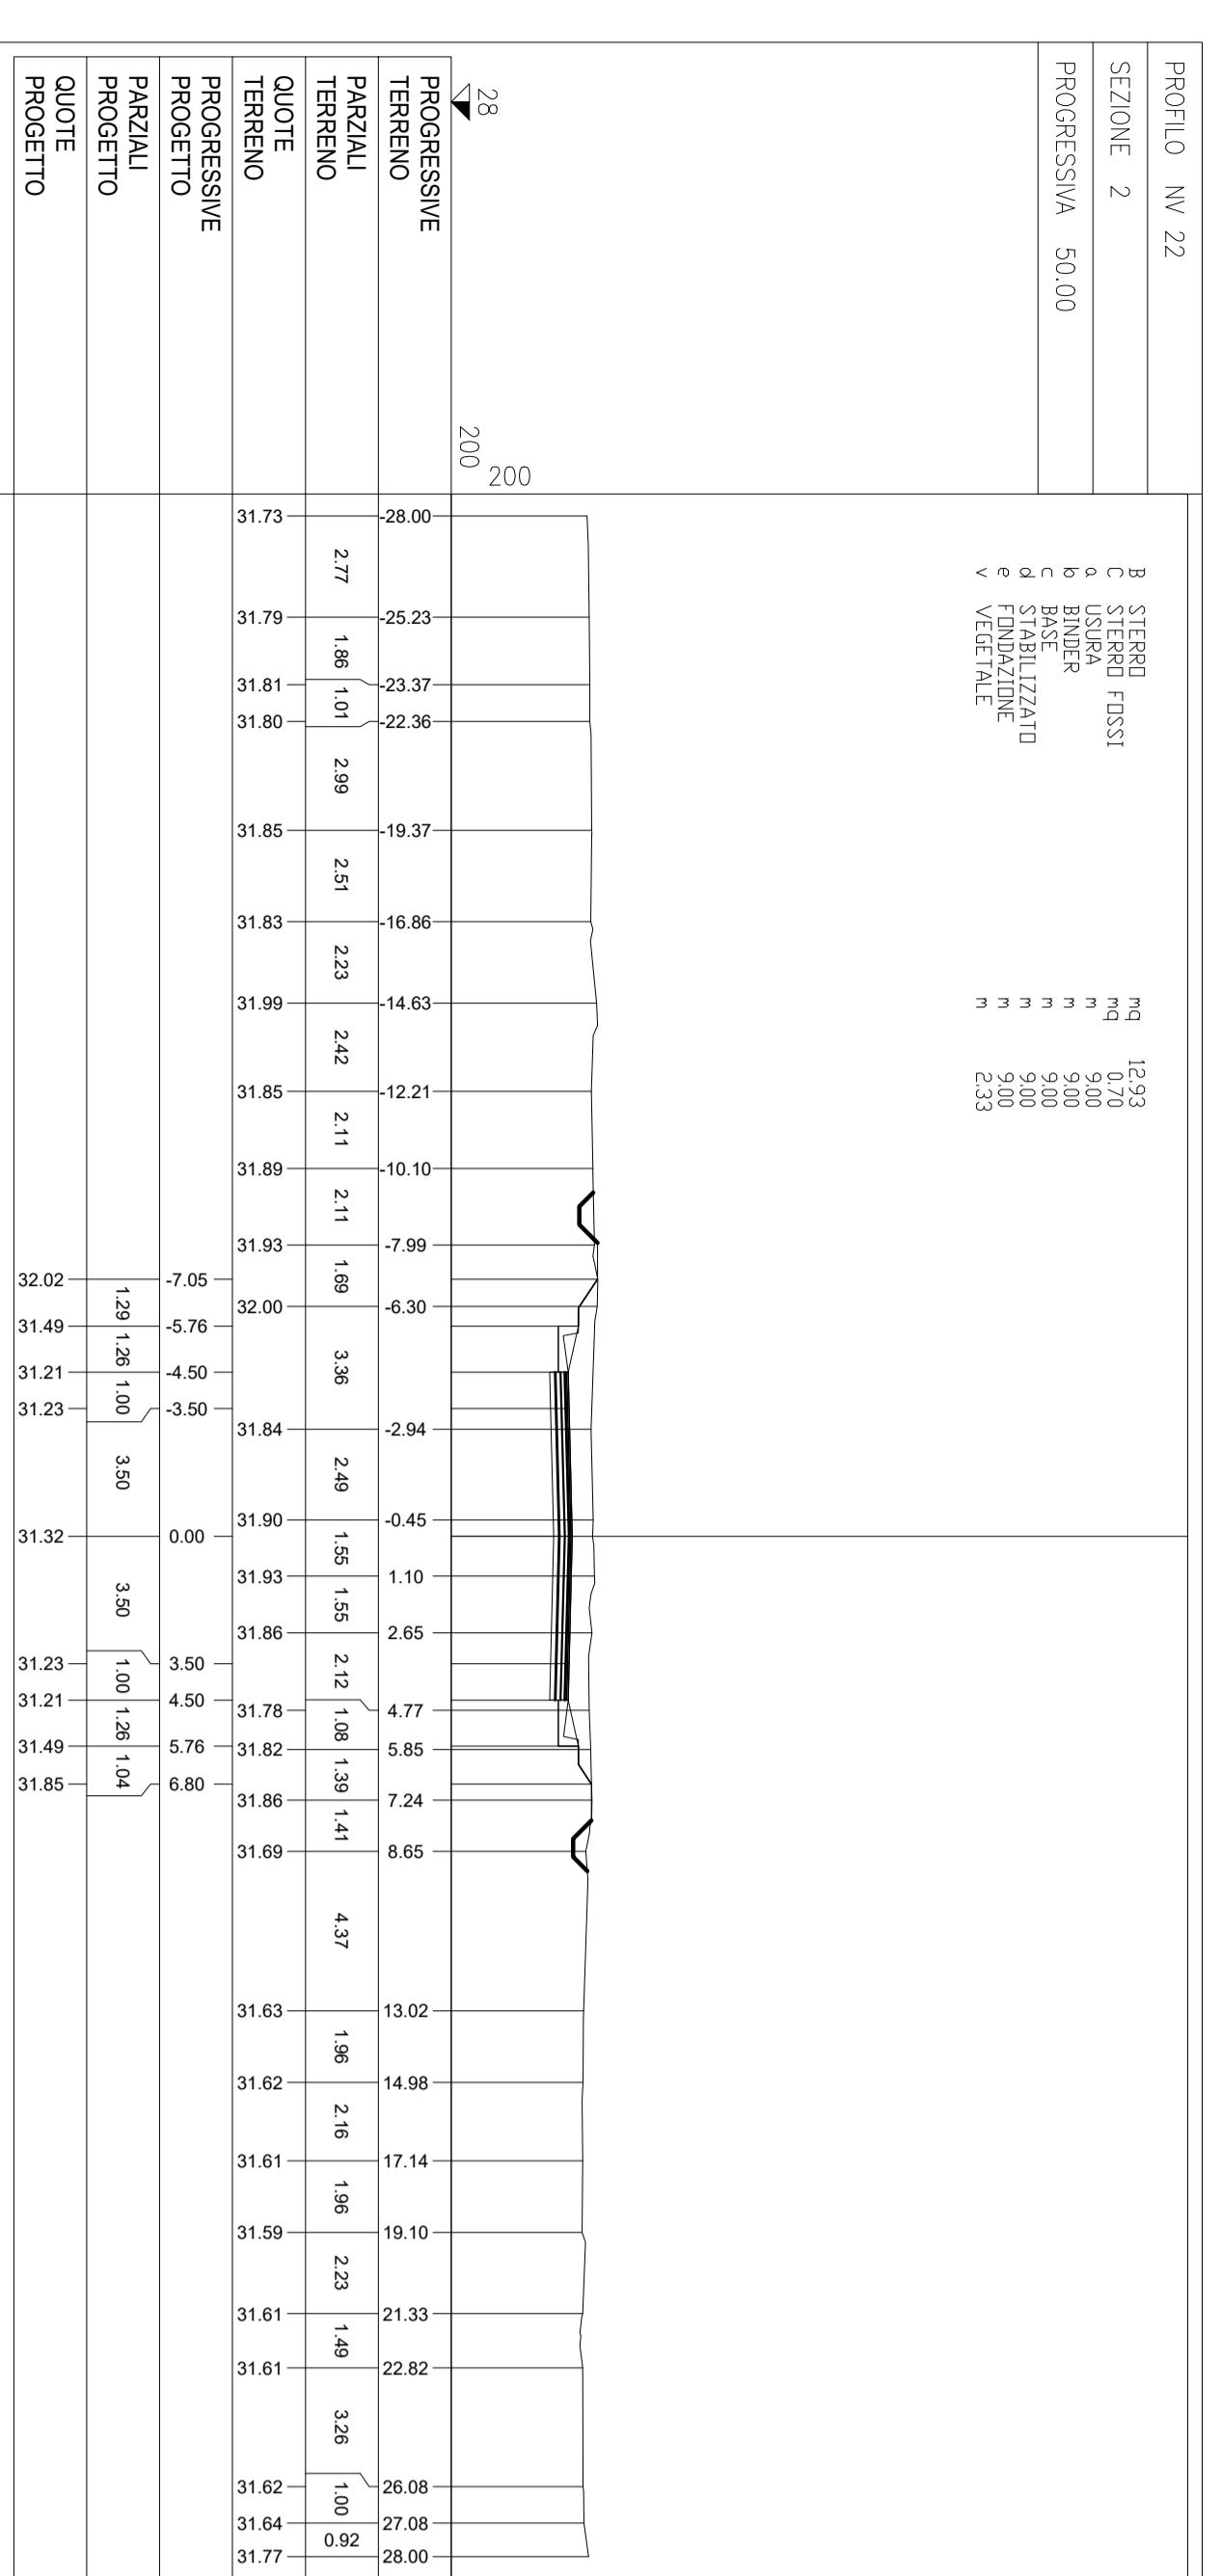 PROFILO NV 22
SEZIONE 2
PROGRESSIVA 50.00
B STERRO mq 12.93
C STERRO FOSSI mq 0.70
a USURA m 9.00
b BINDER m 9.00
c BASE m 9.00
d STABILIZZATO m 9.00
e FONDAZIONE m 9.00
v VEGETALE m 2.33
28
200
200
PROGRESSIVE TERRENO
-28.00 -25.23 -23.37 -22.36 -19.37 -16.86 -14.63 -12.21 -10.10 -7.99 -6.30 -2.94 -0.45 1.10 2.65 4.77 5.85 7.24 8.65 13.02 14.98 17.14 19.10 21.33 22.82 26.08 27.08 28.00
PARZIALI TERRENO
2.77 1.86 1.01 2.99 2.51 2.23 2.42 2.11 2.11 1.69 3.36 2.49 1.55 1.55 2.12 1.08 1.39 1.41 4.37 1.96 2.16 1.96 2.23 1.49 3.26 1.00 0.92
QUOTE TERRENO
31.73 31.79 31.81 31.80 31.85 31.83 31.99 31.85 31.89 31.93 32.00 31.84 31.90 31.93 31.86 31.78 31.82 31.86 31.69 31.63 31.62 31.61 31.59 31.61 31.61 31.62 31.64 31.77
PROGRESSIVE PROGETTO
-7.05 -5.76 -4.50 -3.50 0.00 3.50 4.50 5.76 6.80
PARZIALI PROGETTO
1.29 1.26 1.00 3.50 3.50 1.00 1.26 1.04
QUOTE PROGETTO
32.02 31.49 31.21 31.23 31.32 31.23 31.21 31.49 31.85